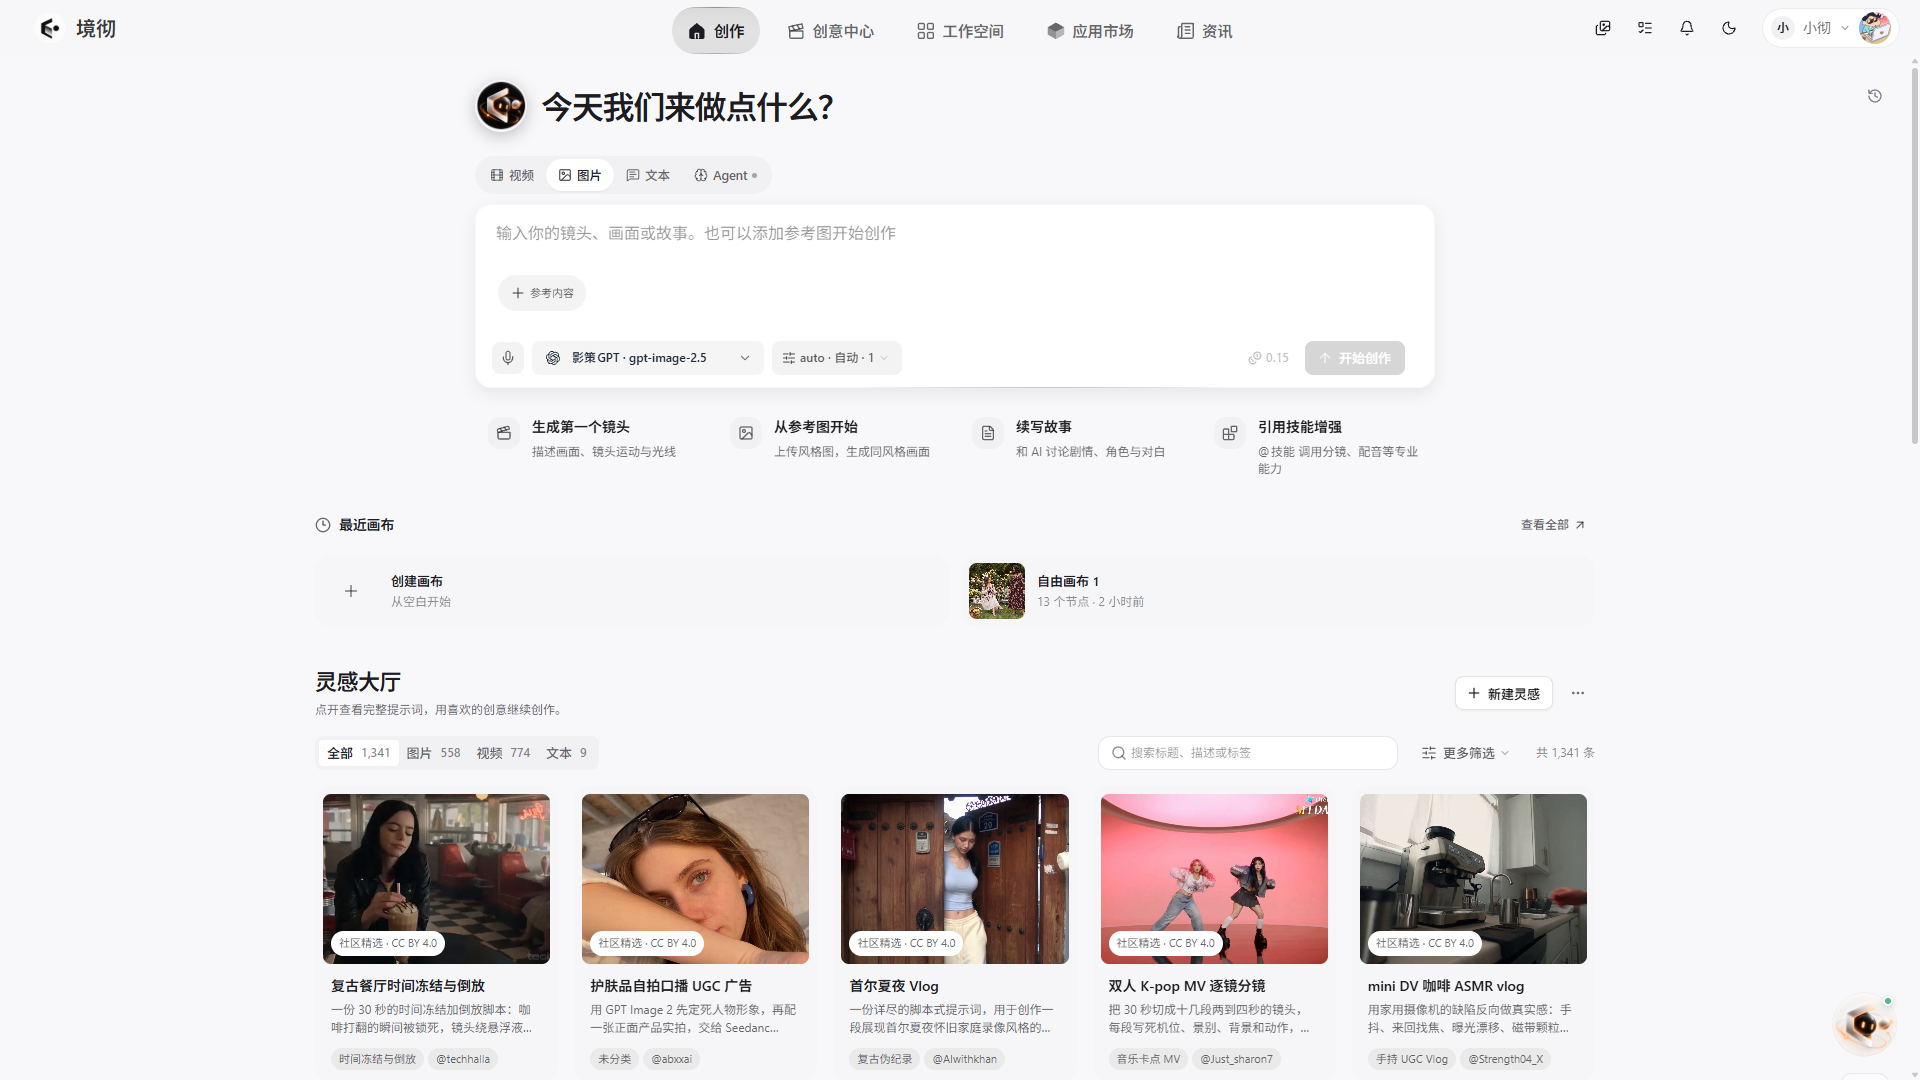 境彻
创作
创意中心
工作空间
应用市场
资讯
小 小彻
今天我们来做点什么?
视频
图片
文本
Agent
输入你的镜头、画面或故事。也可以添加参考图开始创作
参考内容
影策GPT · gpt-image-2.5
auto · 自动 · 1
0.15
开始创作
生成第一个镜头
描述画面、镜头运动与光线
从参考图开始
上传风格图，生成同风格画面
续写故事
和 AI 讨论剧情、角色与对白
引用技能增强
@技能 调用分镜、配音等专业
能力
最近画布
查看全部
创建画布
从空白开始
自由画布 1
13 个节点 · 2 小时前
灵感大厅
点开查看完整提示词，用喜欢的创意继续创作。
新建灵感
全部 1,341
图片 558
视频 774
文本 9
搜索标题、描述或标签
更多筛选
共 1,341 条
社区精选 · CC BY 4.0
复古餐厅时间冻结与倒放
一份 30 秒的时间冻结加倒放脚本：咖
啡打翻的瞬间被锁死，镜头绕悬浮液...
时间冻结与倒放
@techhalla
社区精选 · CC BY 4.0
护肤品自拍口播 UGC 广告
用 GPT Image 2 先定死人物形象，再配
一张正面产品实拍，交给 Seedanc...
未分类
@abxxai
29
社区精选 · CC BY 4.0
首尔夏夜 Vlog
一份详尽的脚本式提示词，用于创作一
段展现首尔夏夜怀旧家庭录像风格的...
复古伪纪录
@AIwithkhan
社区精选 · CC BY 4.0
双人 K-pop MV 逐镜分镜
把 30 秒切成十几段两到四秒的镜头，
每段写死机位、景别、背景和动作，...
音乐卡点 MV
@Just_sharon7
社区精选 · CC BY 4.0
mini DV 咖啡 ASMR vlog
用家用摄像机的缺陷反向做真实感：手
抖、来回找焦、曝光漂移、磁带颗粒...
手持 UGC Vlog
@Strength04_X